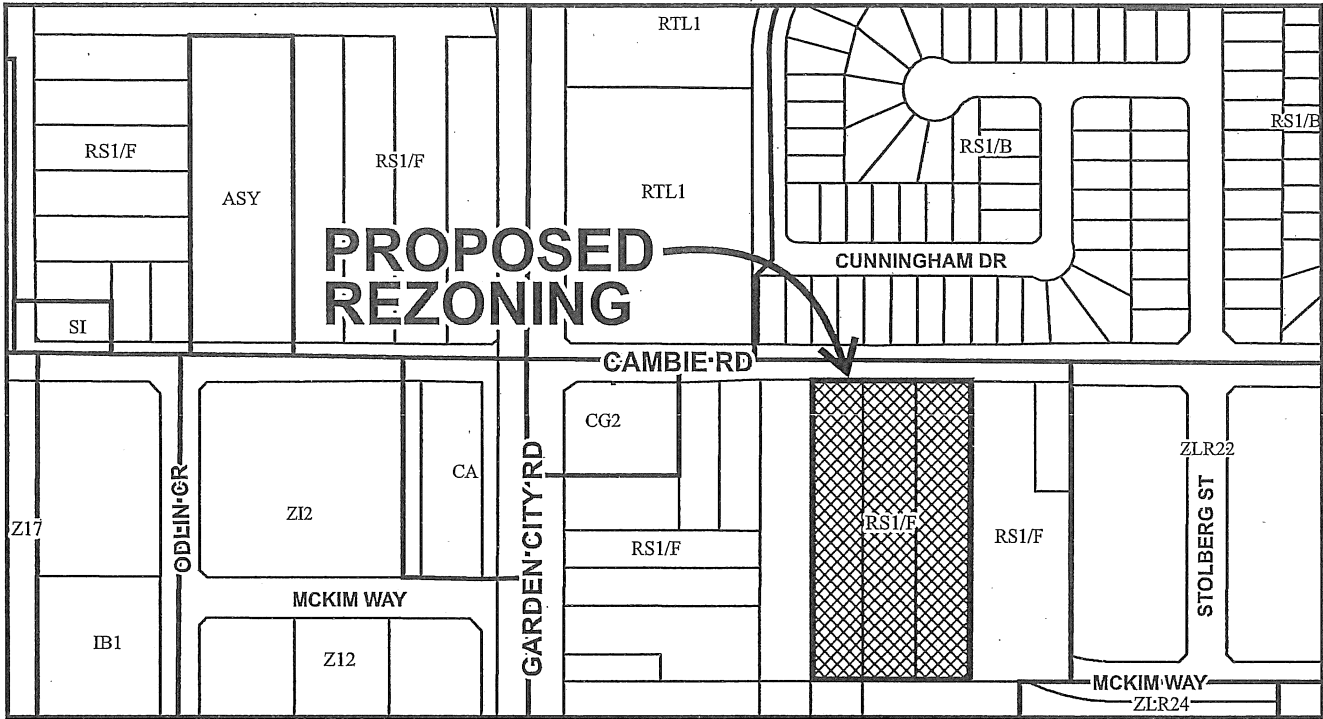 RTL1
RS1/B
RS1/F
RS1/F
RS1/B
ASY
RTL1
PROPOSED
REZONING
CUNNINGHAM DR
SI
CAMBIE RD
CG2
ZLR22
CA
ODLIN CR
GARDEN CITY RD
STOLBERG ST
ZI2
Z17
RS1/F
RS1/F
RS1/F
MCKIM WAY
IB1
Z12
MCKIM WAY
ZLR24